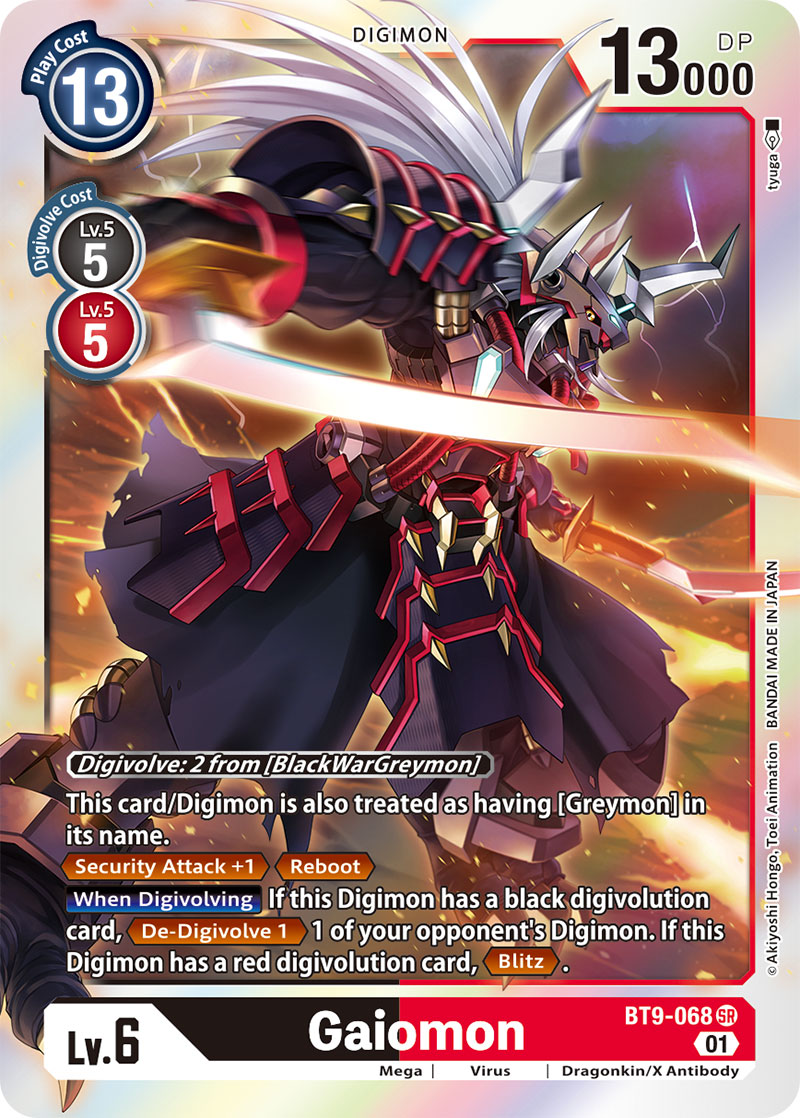 DIGIMON
Play Cost
13
13000
DP
tyuga
Digivolve Cost
Lv.5
5
Lv.5
5
Digivolve: 2 from [BlackWarGreymon]
This card/Digimon is also treated as having [Greymon] in
its name.
Security Attack +1 Reboot
When Digivolving If this Digimon has a black digivolution
card, De-Digivolve 1 1 of your opponent's Digimon. If this
Digimon has a red digivolution card, Blitz .
© Akiyoshi Hongo, Toei Animation BANDAI MADE IN JAPAN
Lv.6
Gaiomon
BT9-068 SR
01
Mega | Virus | Dragonkin/X Antibody